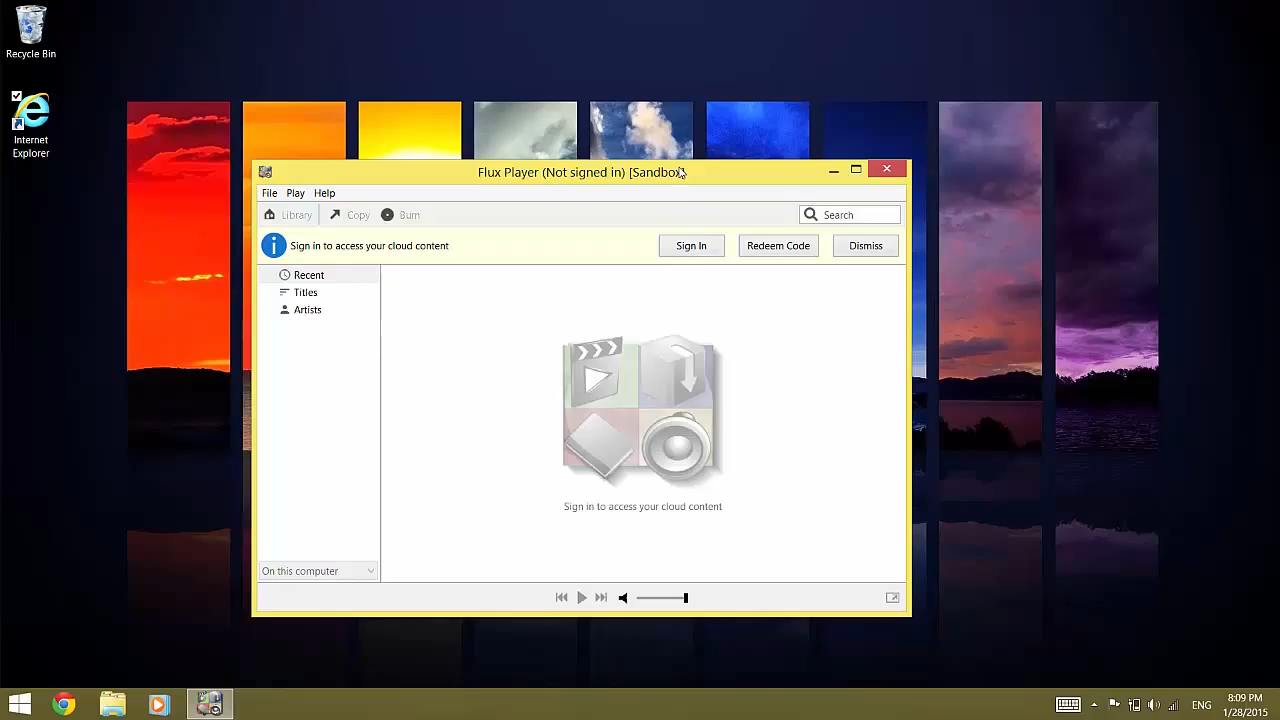 Recycle Bin
Internet
Explorer
Flux Player (Not signed in) [Sandbox]
File Play Help
Library Copy Burn Search
Sign in to access your cloud content Sign In Redeem Code Dismiss
Recent
Titles
Artists
Sign in to access your cloud content
On this computer
ENG 8:09 PM
1/28/2015